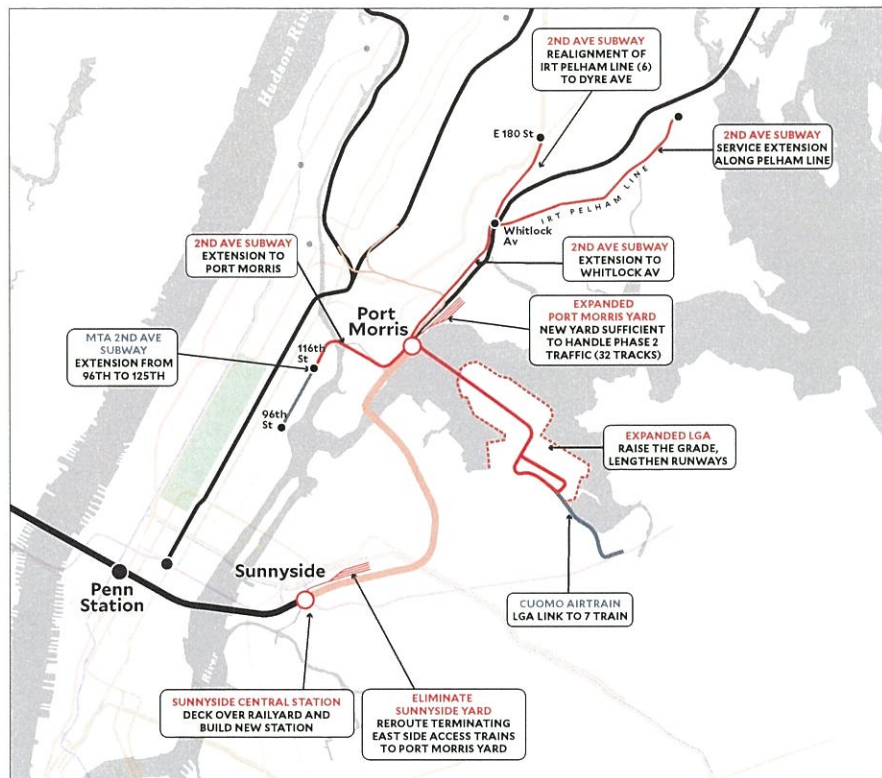 Hudson River
2ND AVE SUBWAY
REALIGNMENT OF
IRT PELHAM LINE (6)
TO DYRE AVE
E 180 St
2ND AVE SUBWAY
SERVICE EXTENSION
ALONG PELHAM LINE
IRT PELHAM LINE
Whitlock
Av
2ND AVE SUBWAY
EXTENSION TO
PORT MORRIS
2ND AVE SUBWAY
EXTENSION TO
WHITLOCK AV
Port
Morris
EXPANDED
PORT MORRIS YARD
NEW YARD SUFFICIENT
TO HANDLE PHASE 2
TRAFFIC (32 TRACKS)
MTA 2ND AVE
SUBWAY
EXTENSION FROM
96TH TO 125TH
116th
St
96th
St
EXPANDED LGA
RAISE THE GRADE,
LENGTHEN RUNWAYS
Penn
Station
Sunnyside
CUOMO AIRTRAIN
LGA LINK TO 7 TRAIN
River
SUNNYSIDE CENTRAL STATION
DECK OVER RAILYARD AND
BUILD NEW STATION
ELIMINATE
SUNNYSIDE YARD
REROUTE TERMINATING
EAST SIDE ACCESS TRAINS
TO PORT MORRIS YARD